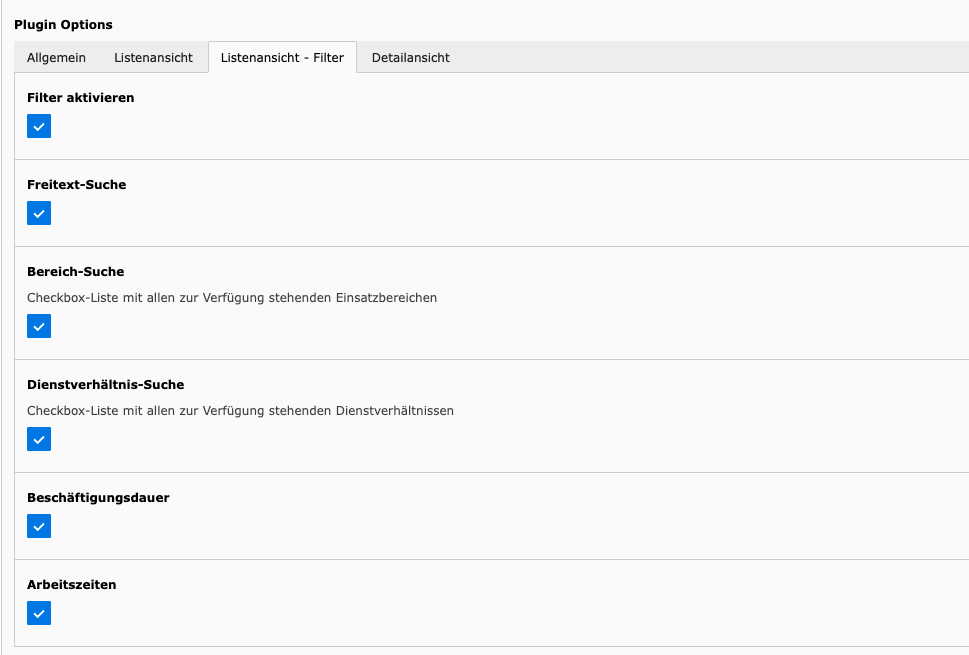 Plugin Options
Allgemein Listenansicht Listenansicht - Filter Detailansicht
Filter aktivieren
Freitext-Suche
Bereich-Suche
Checkbox-Liste mit allen zur Verfügung stehenden Einsatzbereichen
Dienstverhältnis-Suche
Checkbox-Liste mit allen zur Verfügung stehenden Dienstverhältnissen
Beschäftigungsdauer
Arbeitszeiten